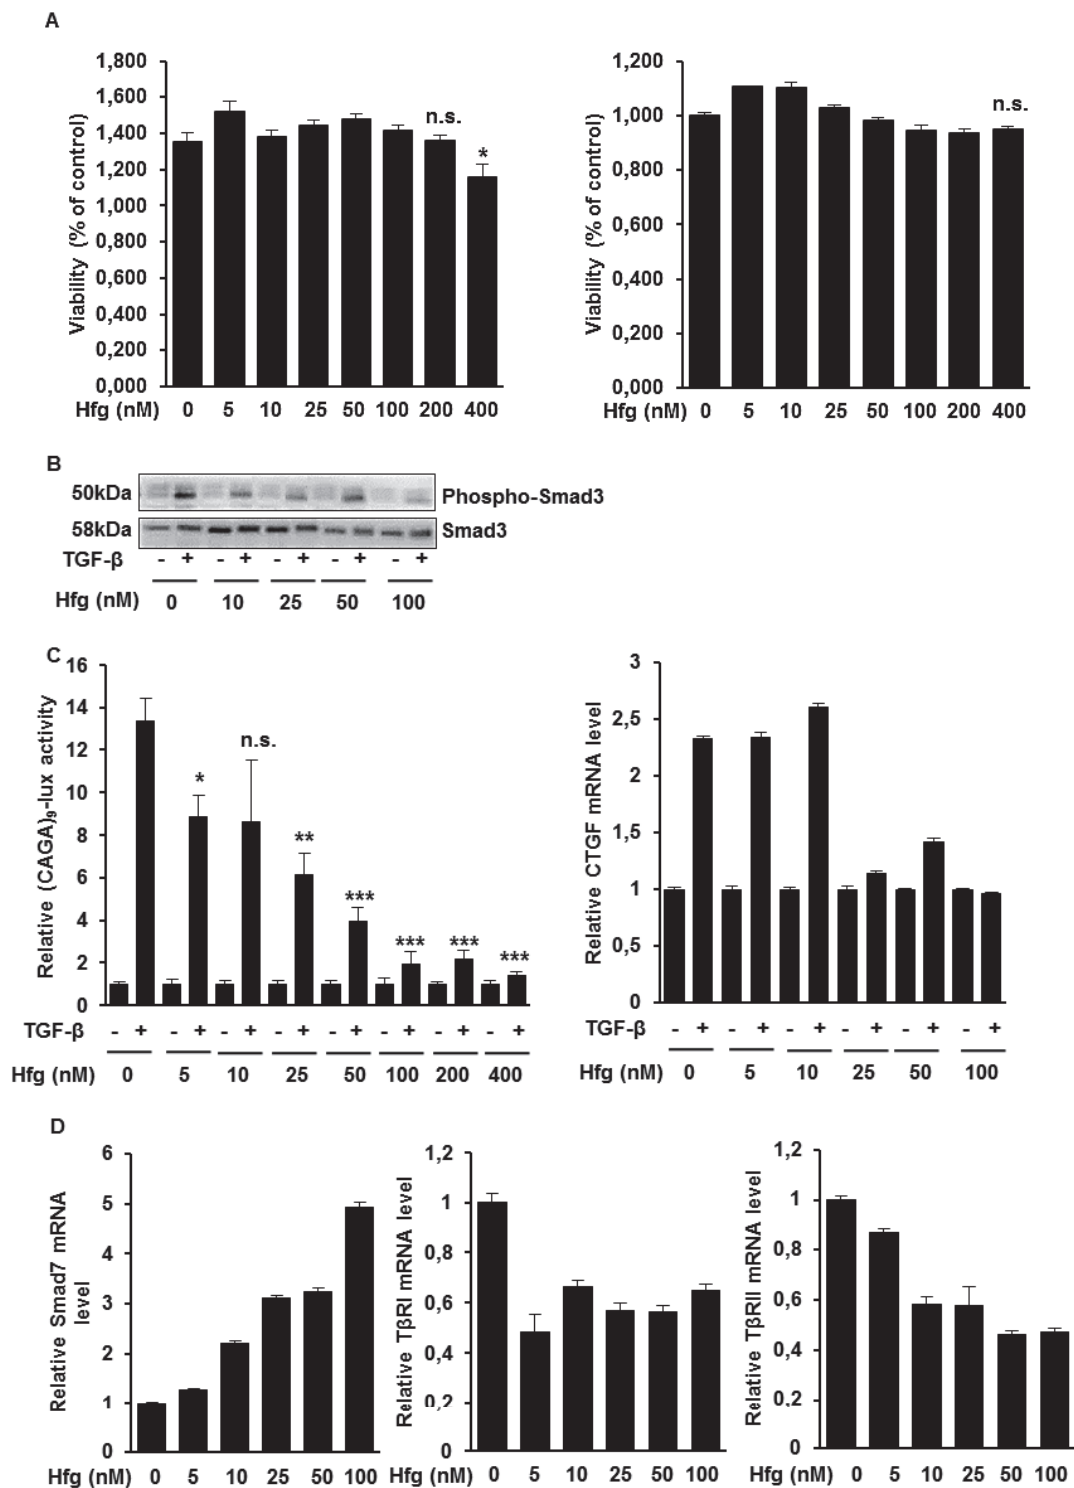 A
1,800
1,600
1,400
1,200
1,000
0,800
0,600
0,400
0,200
0,000
Viability (% of control)
n.s.
*
Hfg (nM) 0 5 10 25 50 100 200 400
1,200
1,000
0,800
0,600
0,400
0,200
0,000
Viability (% of control)
n.s.
Hfg (nM) 0 5 10 25 50 100 200 400
B
50kDa Phospho-Smad3
58kDa Smad3
TGF-β - + - + - + - + - +
Hfg (nM) 0 10 25 50 100
C
16
14
12
10
8
6
4
2
0
Relative (CAGA)₉-lux activity
* n.s. ** *** *** *** ***
TGF-β - + - + - + - + - + - + - + - +
Hfg (nM) 0 5 10 25 50 100 200 400
3
2,5
2
1,5
1
0,5
0
Relative CTGF mRNA level
TGF-β - + - + - + - + - + - +
Hfg (nM) 0 5 10 25 50 100
D
6
5
4
3
2
1
0
Relative Smad7 mRNA
level
Hfg (nM) 0 5 10 25 50 100
1,2
1
0,8
0,6
0,4
0,2
0
Relative TβRI mRNA level
Hfg (nM) 0 5 10 25 50 100
1,2
1
0,8
0,6
0,4
0,2
0
Relative TβRII mRNA level
Hfg (nM) 0 5 10 25 50 100